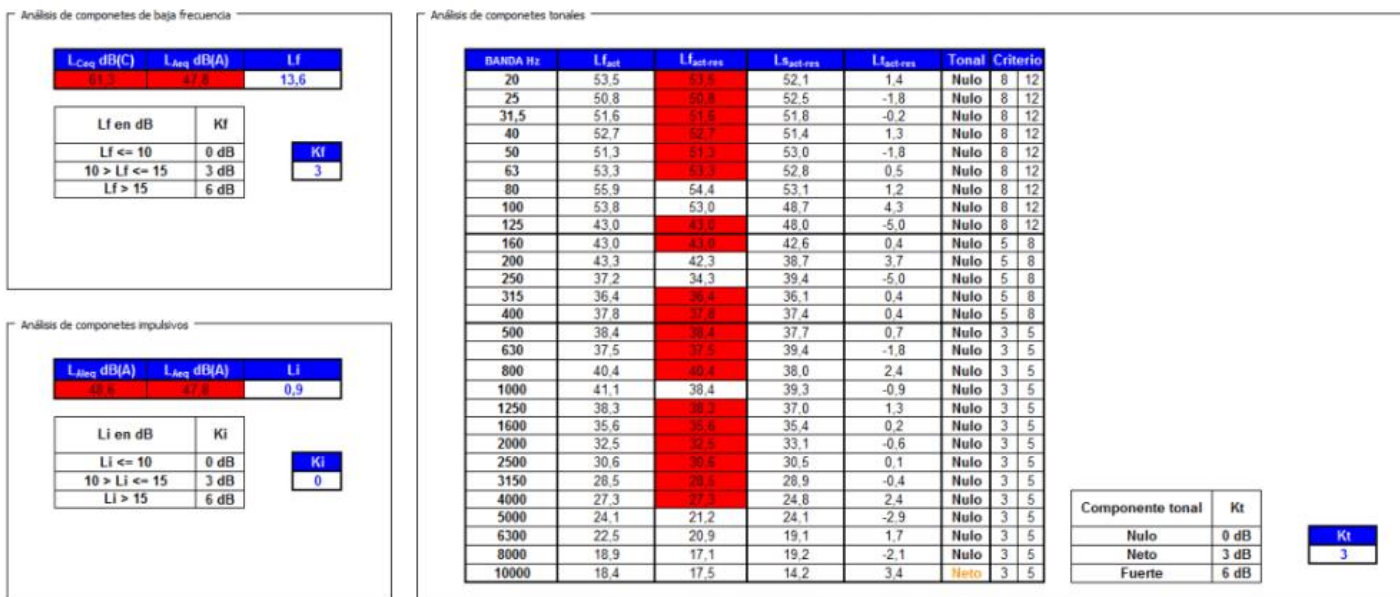 Análisis de componetes de baja frecuencia
LCeq dB(C) LAeq dB(A) Lf
61,3 47,8 13,6
Lf en dB Kf
Lf <= 10 0 dB
10 > Lf <= 15 3 dB
Lf > 15 6 dB
Kf
3
Análisis de componetes impulsivos
LAIeq dB(A) LAeq dB(A) Li
48,6 47,8 0,9
Li en dB Ki
Li <= 10 0 dB
10 > Li <= 15 3 dB
Li > 15 6 dB
Ki
0
Análisis de componetes tonales
BANDA Hz Lfact Lfact-res Lsact-res Ltact-res Tonal Criterio
20 53,5 53,5 52,1 1,4 Nulo 8 12
25 50,8 50,8 52,5 -1,8 Nulo 8 12
31,5 51,6 51,6 51,8 -0,2 Nulo 8 12
40 52,7 52,7 51,4 1,3 Nulo 8 12
50 51,3 51,3 53,0 -1,8 Nulo 8 12
63 53,3 53,3 52,8 0,5 Nulo 8 12
80 55,9 54,4 53,1 1,2 Nulo 8 12
100 53,8 53,0 48,7 4,3 Nulo 8 12
125 43,0 43,0 48,0 -5,0 Nulo 8 12
160 43,0 43,0 42,6 0,4 Nulo 5 8
200 43,3 42,3 38,7 3,7 Nulo 5 8
250 37,2 34,3 39,4 -5,0 Nulo 5 8
315 36,4 36,4 36,1 0,4 Nulo 5 8
400 37,8 37,8 37,4 0,4 Nulo 5 8
500 38,4 38,4 37,7 0,7 Nulo 3 5
630 37,5 37,5 39,4 -1,8 Nulo 3 5
800 40,4 40,4 38,0 2,4 Nulo 3 5
1000 41,1 38,4 39,3 -0,9 Nulo 3 5
1250 38,3 38,3 37,0 1,3 Nulo 3 5
1600 35,6 35,6 35,4 0,2 Nulo 3 5
2000 32,5 32,5 33,1 -0,6 Nulo 3 5
2500 30,6 30,6 30,5 0,1 Nulo 3 5
3150 28,5 28,5 28,9 -0,4 Nulo 3 5
4000 27,3 27,3 24,8 2,4 Nulo 3 5
5000 24,1 21,2 24,1 -2,9 Nulo 3 5
6300 22,5 20,9 19,1 1,7 Nulo 3 5
8000 18,9 17,1 19,2 -2,1 Nulo 3 5
10000 18,4 17,5 14,2 3,4 Neto 3 5
Componente tonal Kt
Nulo 0 dB
Neto 3 dB
Fuerte 6 dB
Kt
3